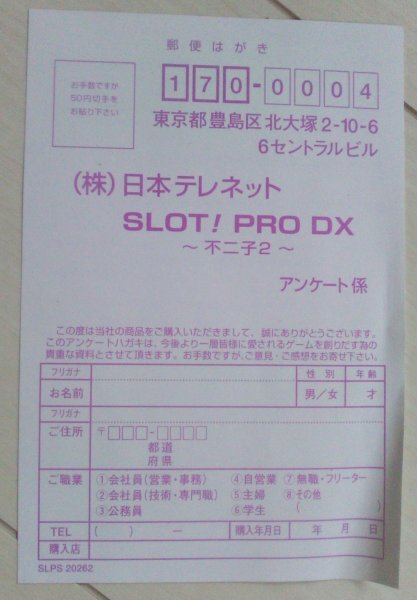 郵便はがき
お手数ですが
50円切手を
お貼り下さい
170-0004
東京都豊島区北大塚2-10-6
6セントラルビル
(株)日本テレネット
SLOT! PRO DX
～不二子2～
アンケート係
この度は当社の商品をご購入いただきまして、誠にありがとうございます。
このアンケートハガキは、今後より一層皆様に愛されるゲームを創りだす為の
貴重な資料とさせて頂きます。お手数ですが、ご意見・ご感想をお寄せ下さい。
フリガナ 性別 年齢
お名前 男／女 才
フリガナ
ご住所 〒□□□-□□□□
都道
府県
ご職業 ①会社員(営業・事務) ④自営業 ⑦無職・フリーター
②会社員(技術・専門職) ⑤主婦 ⑧その他
③公務員 ⑥学生 ( )
TEL ( ) ー 購入年月日 年 月 日
購入店
SLPS 20262